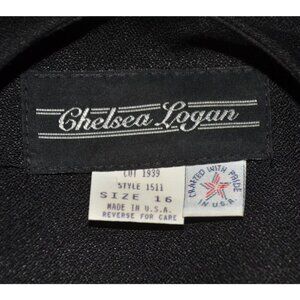 Chelsea Logan
CUT 1939
STYLE 1511
SIZE 16
MADE IN U.S.A.
REVERSE FOR CARE
CRAFTED WITH PRIDE
IN U.S.A.